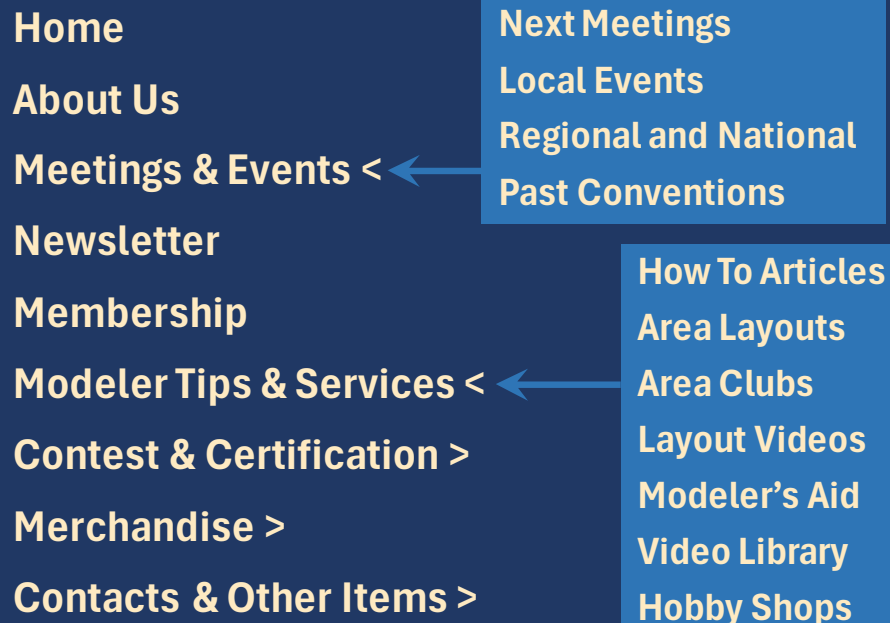 Home
About Us
Meetings & Events <
Newsletter
Membership
Modeler Tips & Services <
Contest & Certification >
Merchandise >
Contacts & Other Items >
Next Meetings
Local Events
Regional and National
Past Conventions
How To Articles
Area Layouts
Area Clubs
Layout Videos
Modeler’s Aid
Video Library
Hobby Shops